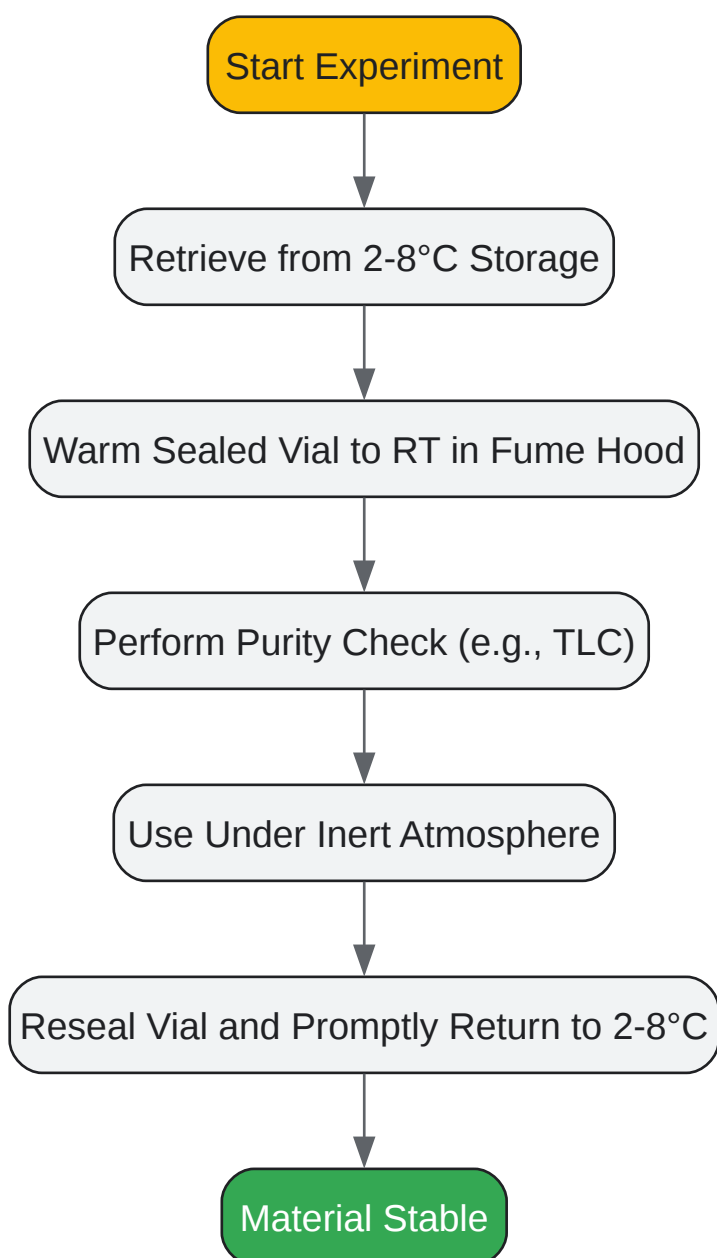 Start Experiment
Retrieve from 2-8°C Storage
Warm Sealed Vial to RT in Fume Hood
Perform Purity Check (e.g., TLC)
Use Under Inert Atmosphere
Reseal Vial and Promptly Return to 2-8°C
Material Stable